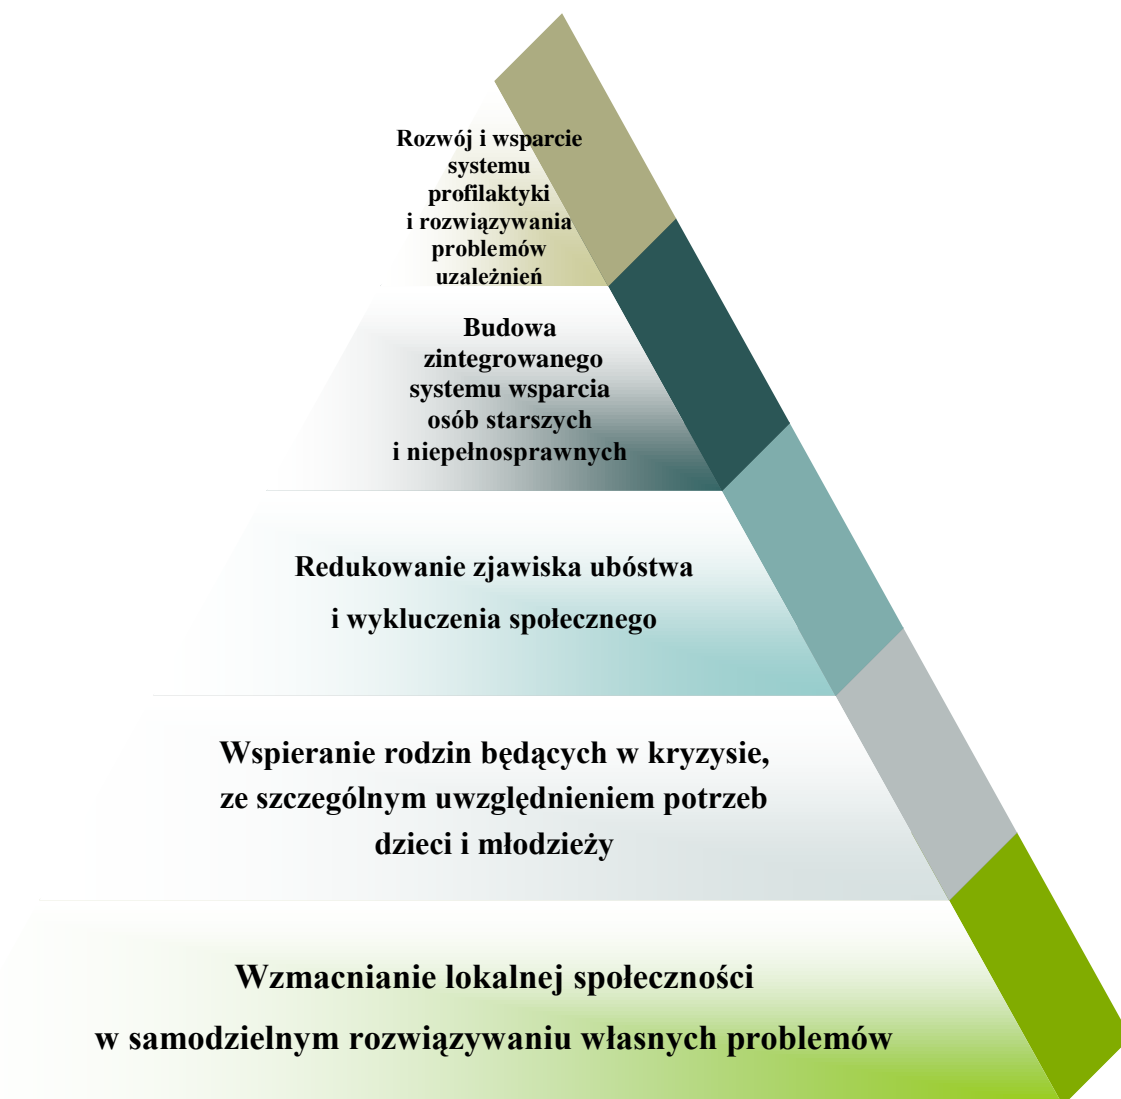 Rozwój i wsparcie
systemu
profilaktyki
i rozwiązywania
problemów
uzależnień
Budowa
zintegrowanego
systemu wsparcia
osób starszych
i niepełnosprawnych
Redukowanie zjawiska ubóstwa
i wykluczenia społecznego
Wspieranie rodzin będących w kryzysie,
ze szczególnym uwzględnieniem potrzeb
dzieci i młodzieży
Wzmacnianie lokalnej społeczności
w samodzielnym rozwiązywaniu własnych problemów